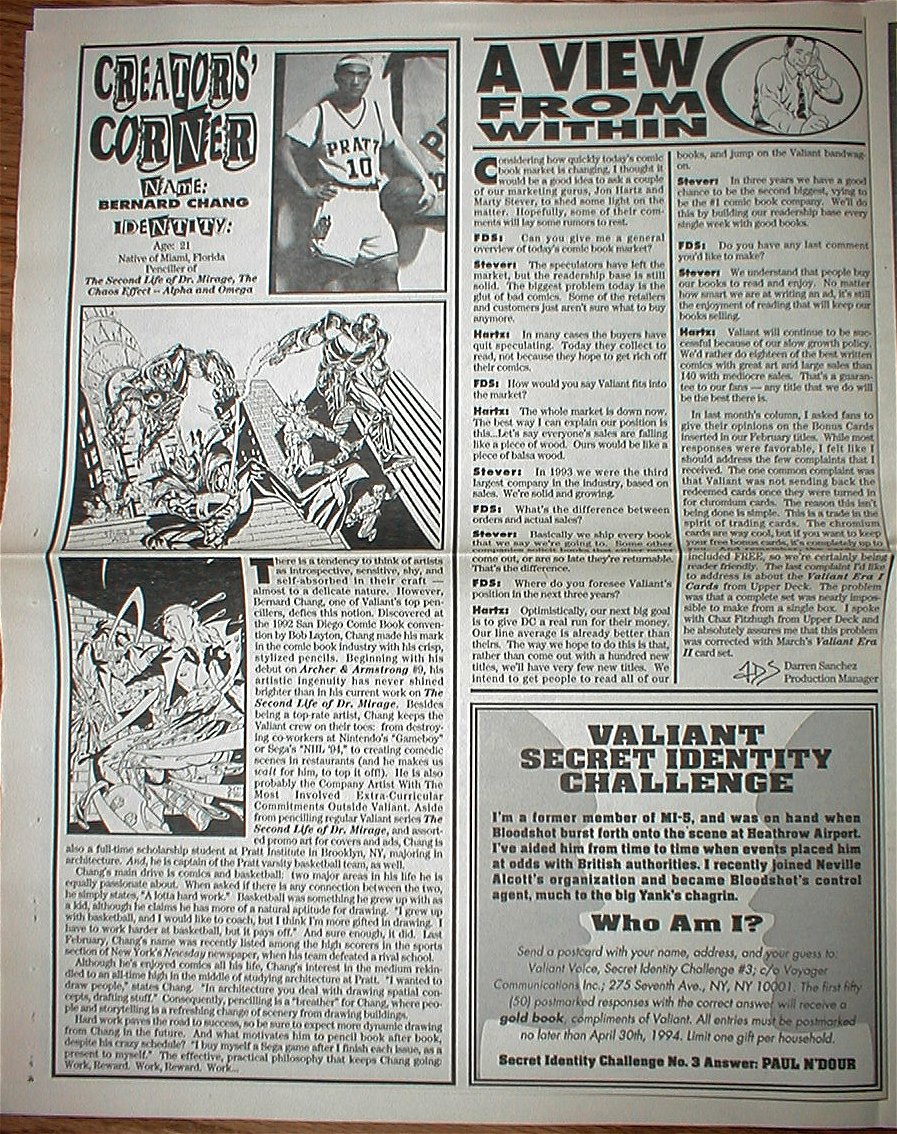 CREATORS'
CORNER
NAME:
BERNARD CHANG
IDENTITY:
Age: 21
Native of Miami, Florida
Penciller of
The Second Life of Dr. Mirage, The
Chaos Effect -- Alpha and Omega
PRATT
10
There is a tendency to think of artists
as introspective, sensitive, shy, and
self-absorbed in their craft —
almost to a delicate nature. However,
Bernard Chang, one of Valiant's top pen-
cillers, defies this notion. Discovered at
the 1992 San Diego Comic Book conven-
tion by Bob Layton, Chang made his mark
in the comic book industry with his crisp,
stylized pencils. Beginning with his
debut on Archer & Armstrong #9, his
artistic ingenuity has never shined
brighter than in his current work on The
Second Life of Dr. Mirage. Besides
being a top-rate artist, Chang keeps the
Valiant crew on their toes: from destroy-
ing co-workers at Nintendo's "Gameboy"
or Sega's "NHL '94," to creating comedic
scenes in restaurants (and he makes us
wait for him, to top it off!). He is also
probably the Company Artist With The
Most Involved Extra-Curricular
Commitments Outside Valiant. Aside
from pencilling regular Valiant series The
Second Life of Dr. Mirage, and assort-
ed promo art for covers and ads, Chang is
also a full-time scholarship student at Pratt Institute in Brooklyn, NY, majoring in
architecture. And, he is captain of the Pratt varsity basketball team, as well.
Chang's main drive is comics and basketball: two major areas in his life he is
equally passionate about. When asked if there is any connection between the two,
he simply states, "A lotta hard work." Basketball was something he grew up with as
a kid, although he claims he has more of a natural aptitude for drawing. "I grew up
with basketball, and I would like to coach, but I think I'm more gifted in drawing. I
have to work harder at basketball, but it pays off." And sure enough, it did. Last
February, Chang's name was recently listed among the high scorers in the sports
section of New York's Newsday newspaper, when his team defeated a rival school.
Although he's enjoyed comics all his life, Chang's interest in the medium rekin-
dled to an all-time high in the middle of studying architecture at Pratt. "I wanted to
draw people," states Chang. "In architecture you deal with drawing spatial con-
cepts, drafting stuff." Consequently, pencilling is a "breather" for Chang, where peo-
ple and storytelling is a refreshing change of scenery from drawing buildings.
Hard work paves the road to success, so be sure to expect more dynamic drawing
from Chang in the future. And what motivates him to pencil book after book,
despite his crazy schedule? "I buy myself a Sega game after I finish each issue, as a
present to myself." The effective, practical philosophy that keeps Chang going:
Work, Reward. Work, Reward. Work...
A VIEW
FROM
WITHIN
Considering how quickly today's comic
book market is changing, I thought it
would be a good idea to ask a couple
of our marketing gurus, Jon Hartz and
Marty Stever, to shed some light on the
matter. Hopefully, some of their com-
ments will lay some rumors to rest.
FDS: Can you give me a general
overview of today's comic book market?
Stever: The speculators have left the
market, but the readership base is still
solid. The biggest problem today is the
glut of bad comics. Some of the retailers
and customers just aren't sure what to buy
anymore.
Hartz: In many cases the buyers have
quit speculating. Today they collect to
read, not because they hope to get rich off
their comics.
FDS: How would you say Valiant fits into
the market?
Hartz: The whole market is down now.
The best way I can explain our position is
this...Let's say everyone's sales are falling
like a piece of wood. Ours would be like a
piece of balsa wood.
Stever: In 1993 we were the third
largest company in the industry, based on
sales. We're solid and growing.
FDS: What's the difference between
orders and actual sales?
Stever: Basically we ship every book
that we say we're going to. Some other
companies solicit books that either never
come out, or are so late they're returnable.
That's the difference.
FDS: Where do you foresee Valiant's
position in the next three years?
Hartz: Optimistically, our next big goal
is to give DC a real run for their money.
Our line average is already better than
theirs. The way we hope to do this is that,
rather than come out with a hundred new
titles, we'll have very few new titles. We
intend to get people to read all of our
books, and jump on the Valiant bandwag-
on.
Stever: In three years we have a good
chance to be the second biggest, vying to
be the #1 comic book company. We'll do
this by building our readership base every
single week with good books.
FDS: Do you have any last comment
you'd like to make?
Stever: We understand that people buy
our books to read and enjoy. No matter
how smart we are at writing an ad, it's still
the enjoyment of reading that will keep our
books selling.
Hartz: Valiant will continue to be suc-
cessful because of our slow growth policy.
We'd rather do eighteen of the best written
comics with great art and large sales than
140 with mediocre sales. That's a guaran-
tee to our fans — any title that we do will
be the best there is.
In last month's column, I asked fans to
give their opinions on the Bonus Cards
inserted in our February titles. While most
responses were favorable, I felt like I
should address the few complaints that I
received. The one common complaint was
that Valiant was not sending back the
redeemed cards once they were turned in
for chromium cards. The reason this isn't
being done is simple. This is a trade in the
spirit of trading cards. The chromium
cards are way cool, but if you want to keep
your free bonus cards, it's completely up to
included FREE, so we're certainly being
reader friendly. The last complaint I'd like
to address is about the Valiant Era I
Cards from Upper Deck. The problem
was that a complete set was nearly impos-
sible to make from a single box. I spoke
with Chaz Fitzhugh from Upper Deck and
he absolutely assures me that this problem
was corrected with March's Valiant Era
II card set.
FDS Darren Sanchez
Production Manager
VALIANT
SECRET IDENTITY
CHALLENGE
I'm a former member of MI-5, and was on hand when
Bloodshot burst forth onto the scene at Heathrow Airport.
I've aided him from time to time when events placed him
at odds with British authorities. I recently joined Neville
Alcott's organization and became Bloodshot's control
agent, much to the big Yank's chagrin.
Who Am I?
Send a postcard with your name, address, and your guess to:
Valiant Voice, Secret Identity Challenge #3; c/o Voyager
Communications Inc.; 275 Seventh Ave., NY, NY 10001. The first fifty
(50) postmarked responses with the correct answer will receive a
gold book, compliments of Valiant. All entries must be postmarked
no later than April 30th, 1994. Limit one gift per household.
Secret Identity Challenge No. 3 Answer: PAUL N'DOUR